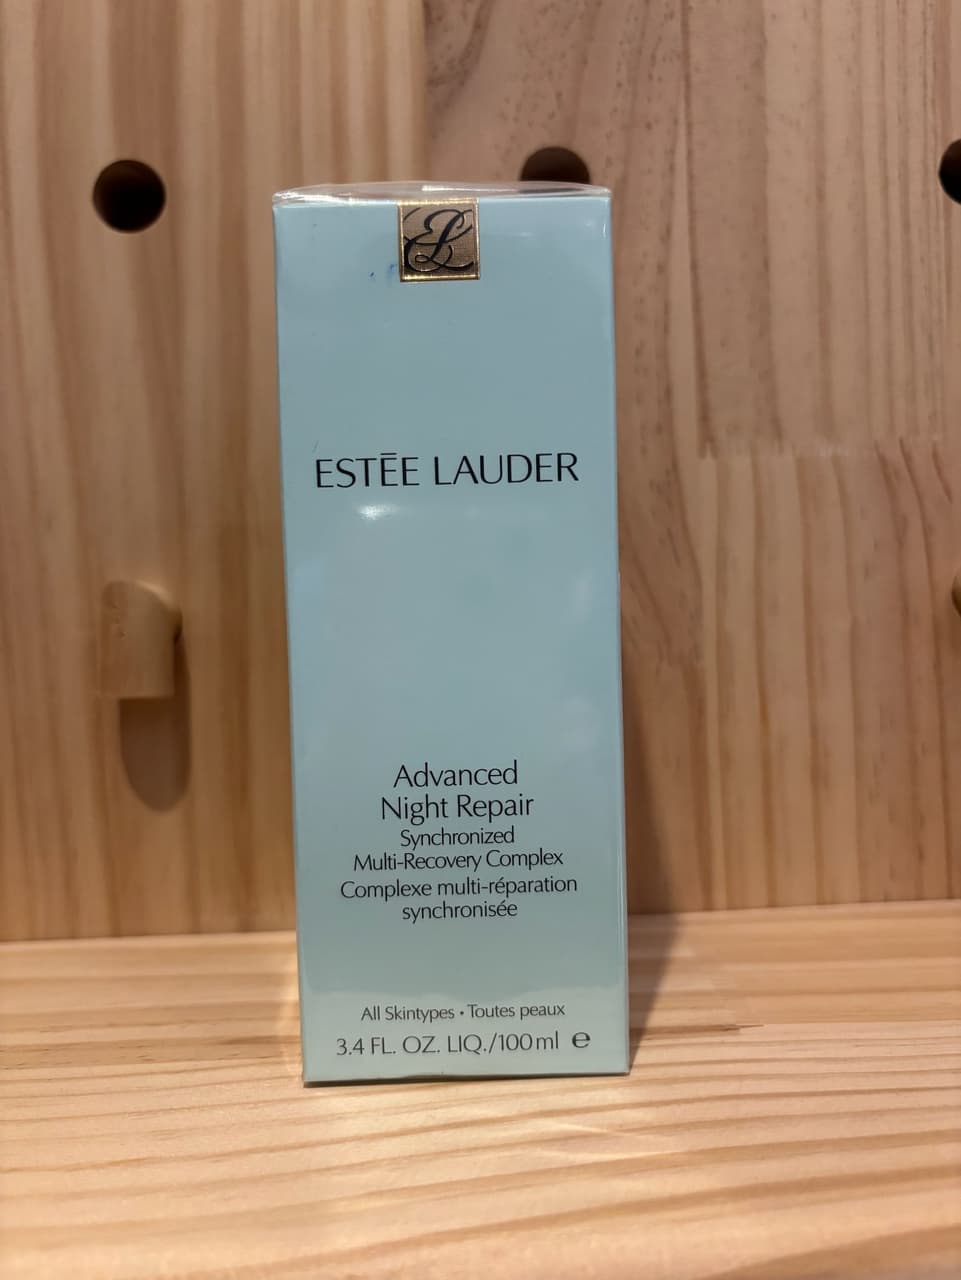 EL
ESTĒE LAUDER
Advanced
Night Repair
Synchronized
Multi-Recovery Complex
Complexe multi-réparation
synchronisée
All Skintypes • Toutes peaux
3.4 FL. OZ. LIQ./100ml ℮